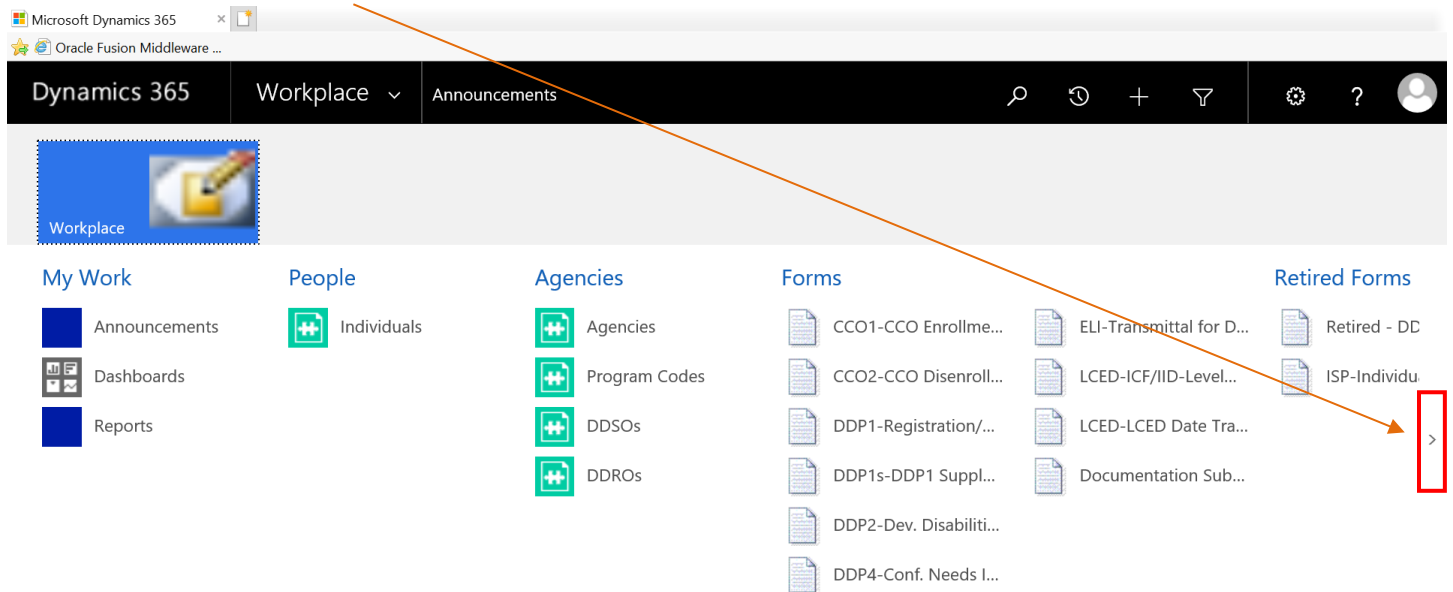 Microsoft Dynamics 365
Oracle Fusion Middleware ...
Dynamics 365 Workplace Announcements
Workplace
My Work People Agencies Forms Retired Forms
Announcements Individuals Agencies CCO1-CCO Enrollme... ELI-Transmittal for D... Retired - DD
Dashboards Program Codes CCO2-CCO Disenroll... LCED-ICF/IID-Level... ISP-Individu
Reports DDSOs DDP1-Registration/... LCED-LCED Date Tra...
DDROs DDP1s-DDP1 Suppl... Documentation Sub...
DDP2-Dev. Disabiliti...
DDP4-Conf. Needs I...